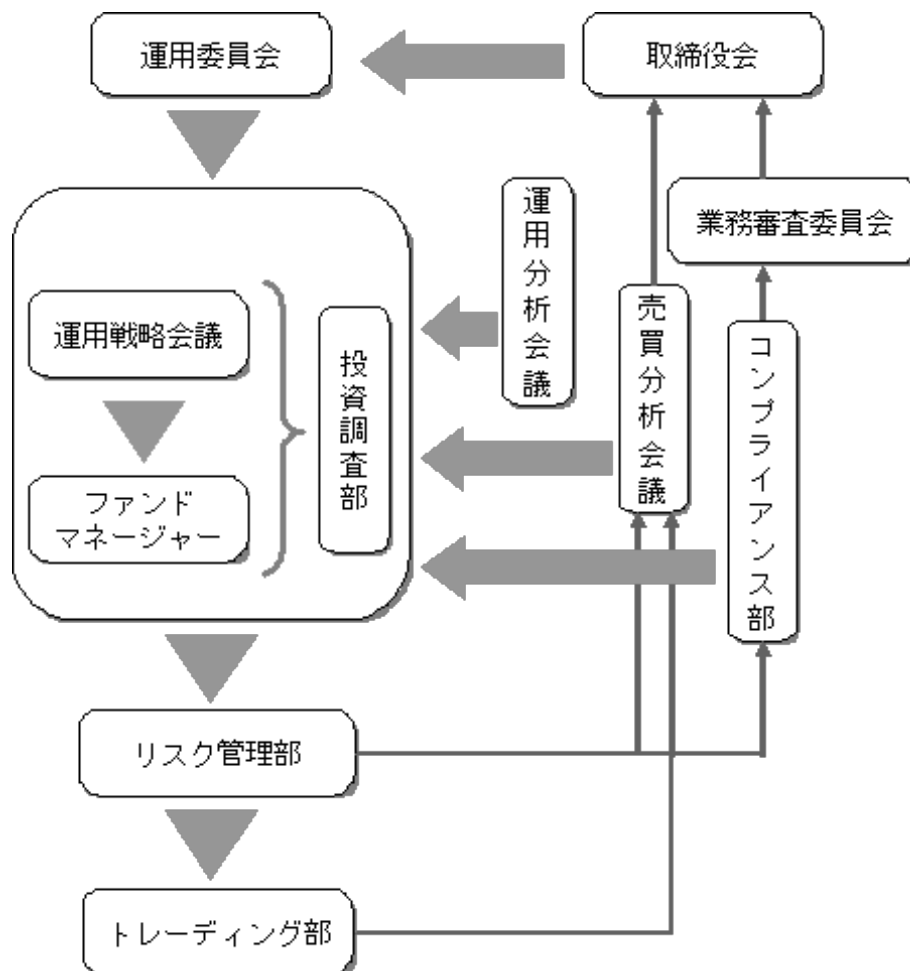 運用委員会
取締役会
運用分析会議
業務審査委員会
運用戦略会議
投資調査部
売買分析会議
コンプライアンス部
ファンド
マネージャー
リスク管理部
トレーディング部